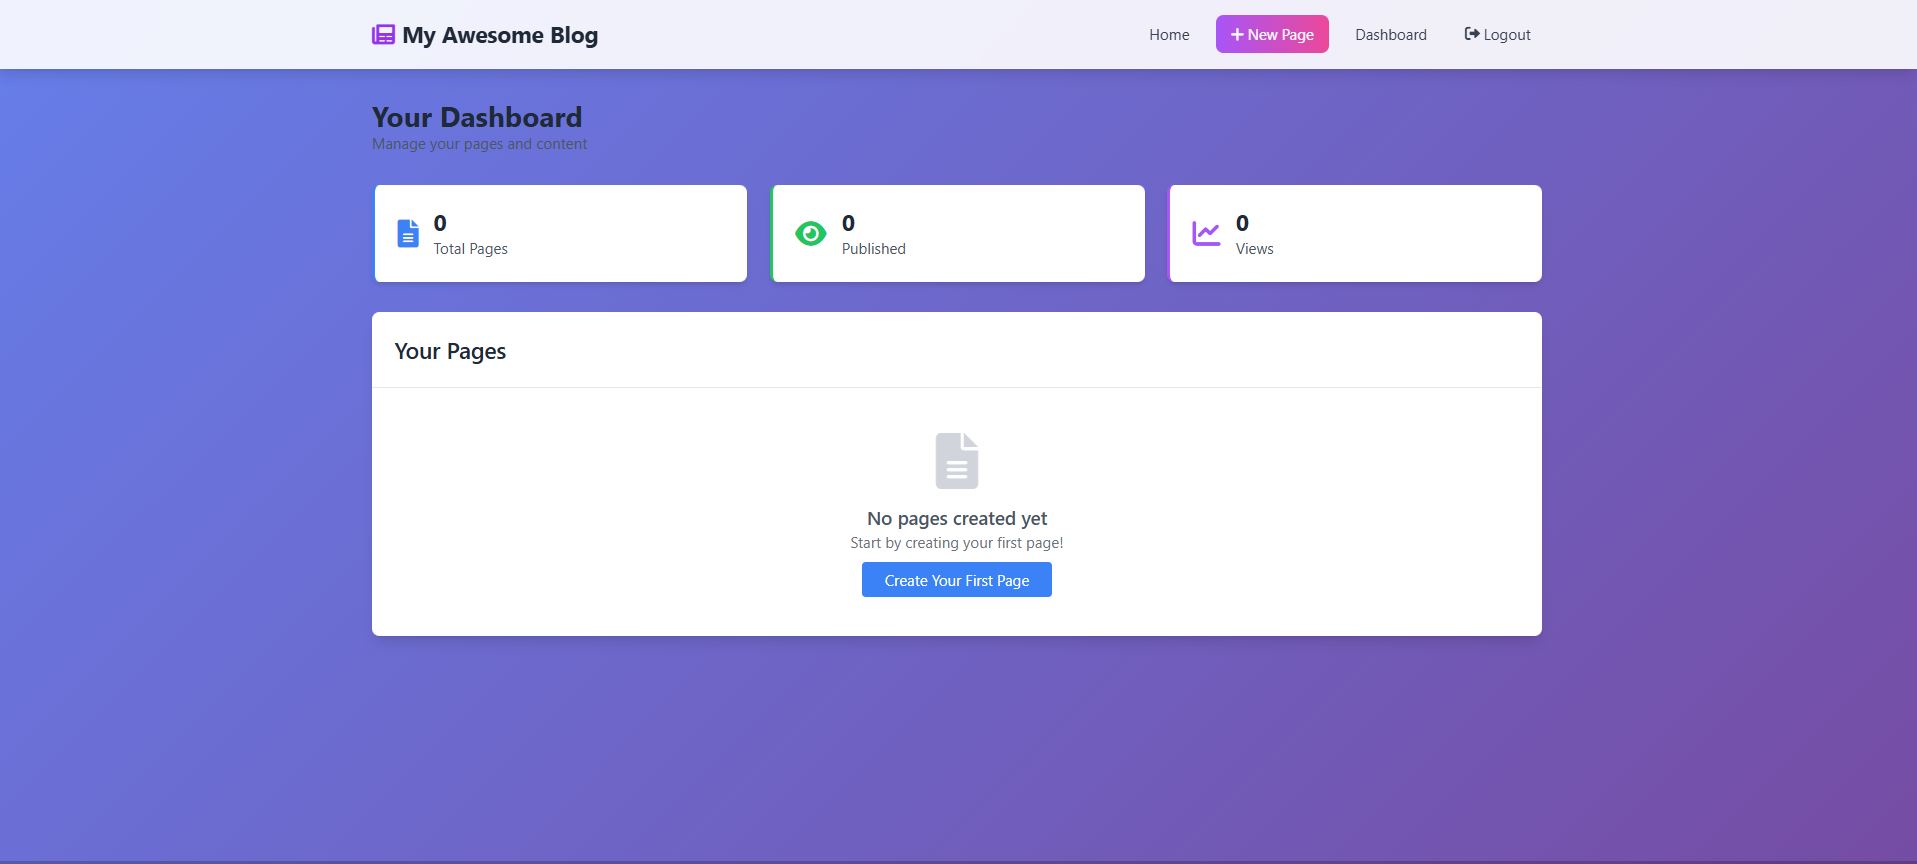 My Awesome Blog
Home
New Page
Dashboard
Logout
Your Dashboard
Manage your pages and content
0
Total Pages
0
Published
0
Views
Your Pages
No pages created yet
Start by creating your first page!
Create Your First Page